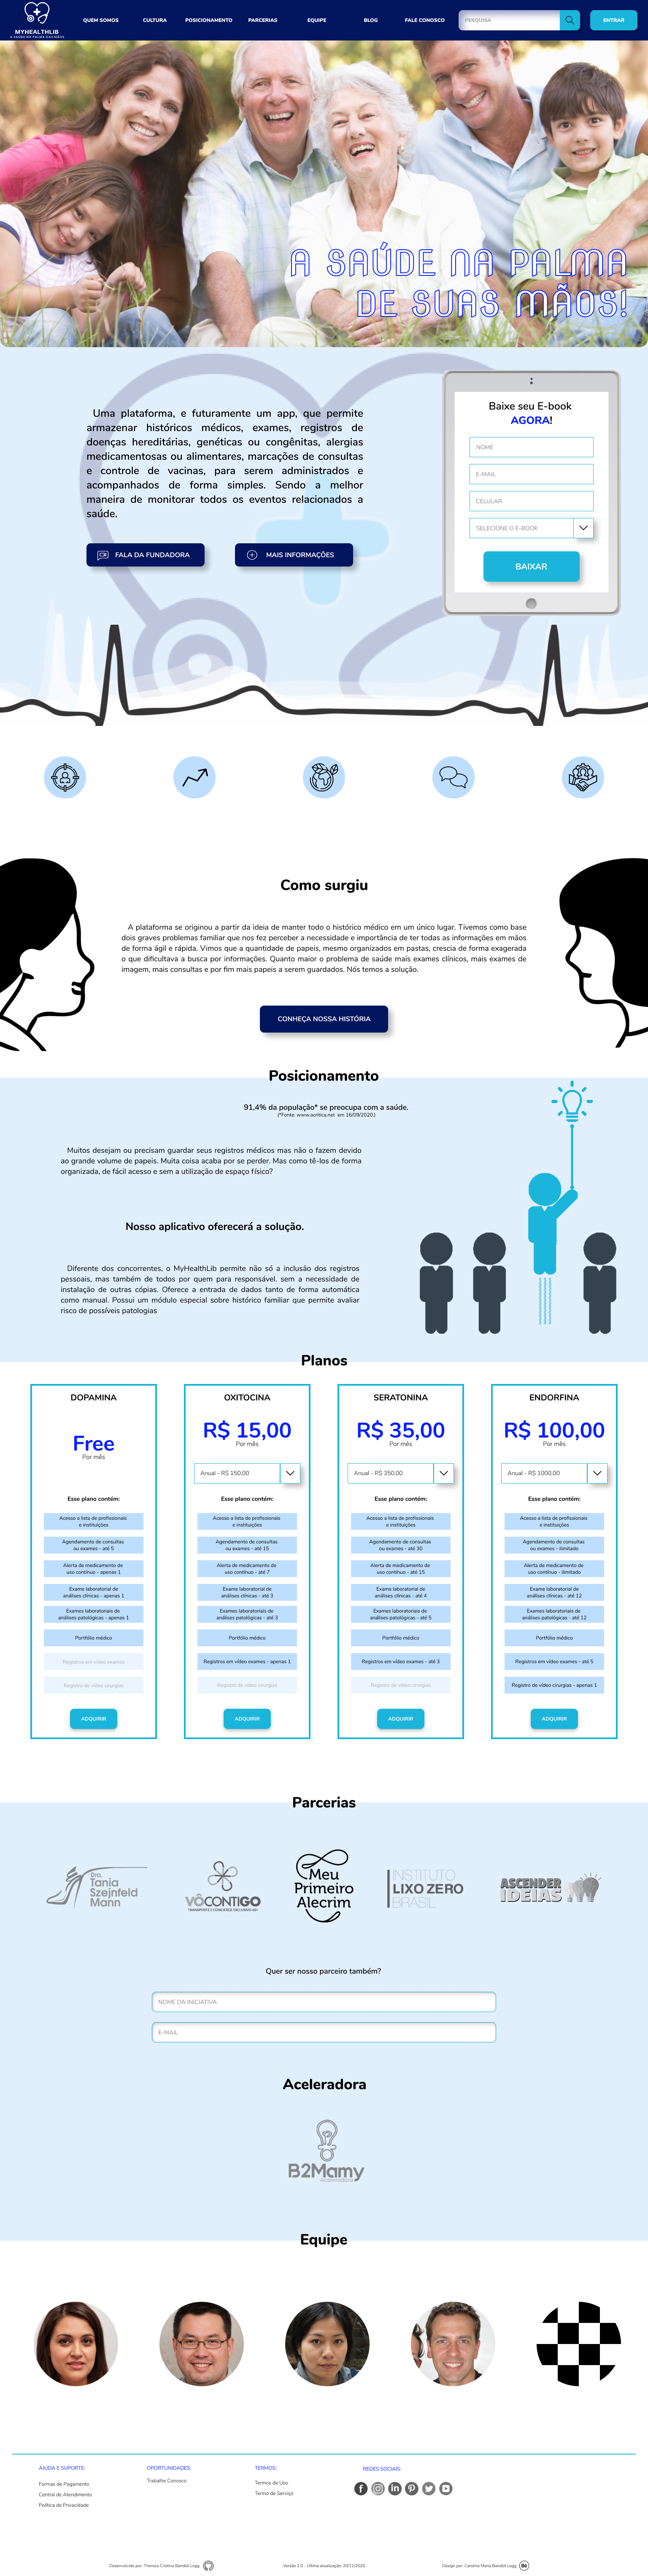 MYHEALTHLIB
A SAÚDE NA PALMA DAS MÃOS
QUEM SOMOS
CULTURA
POSICIONAMENTO
PARCERIAS
EQUIPE
BLOG
FALE CONOSCO
PESQUISA
ENTRAR
A SAÚDE NA PALMA
DE SUAS MÃOS!
Uma plataforma, e futuramente um app, que permite
armazenar históricos médicos, exames, registros de
doenças hereditárias, genéticas ou congênitas, alergias
medicamentosas ou alimentares, marcações de consultas
e controle de vacinas, para serem administrados e
acompanhados de forma simples. Sendo a melhor
maneira de monitorar todos os eventos relacionados a
saúde.
FALA DA FUNDADORA
MAIS INFORMAÇÕES
Baixe seu E-book
AGORA!
NOME
E-MAIL
CELULAR
SELECIONE O E-BOOK
BAIXAR
Como surgiu
A plataforma se originou a partir da ideia de manter todo o histórico médico em um único lugar. Tivemos como base
dois graves problemas familiar que nos fez perceber a necessidade e importância de ter todas as informações em mãos
de forma ágil e rápida. Vimos que a quantidade de papeis, mesmo organizados em pastas, crescia de forma exagerada
o que dificultava a busca por informações. Quanto maior o problema de saúde mais exames clínicos, mais exames de
imagem, mais consultas e por fim mais papeis a serem guardados. Nós temos a solução.
CONHEÇA NOSSA HISTÓRIA
Posicionamento
91,4% da população* se preocupa com a saúde.
(*Fonte: www.acritica.net em 16/09/2020.)
Muitos desejam ou precisam guardar seus registros médicos mas não o fazem devido
ao grande volume de papeis. Muita coisa acaba por se perder. Mas como tê-los de forma
organizada, de fácil acesso e sem a utilização de espaço físico?
Nosso aplicativo oferecerá a solução.
Diferente dos concorrentes, o MyHealthLib permite não só a inclusão dos registros
pessoais, mas também de todos por quem para responsável. sem a necessidade de
instalação de outras cópias. Oferece a entrada de dados tanto de forma automática
como manual. Possui um módulo especial sobre histórico familiar que permite avaliar
risco de possíveis patologias
Planos
DOPAMINA
Free
Por mês
Esse plano contém:
Acesso a lista de profissionais
e instituições
Agendamento de consultas
ou exames - até 5
Alerta de medicamento de
uso contínuo - apenas 1
Exame laboratorial de
análises clínicas - apenas 1
Exames laboratoriais de
análises patológicas - apenas 1
Portfólio médico
Registros em vídeo exames
Registro de vídeo cirurgias
ADQUIRIR
OXITOCINA
R$ 15,00
Por mês
Anual - R$ 150,00
Esse plano contém:
Acesso a lista de profissionais
e instituições
Agendamento de consultas
ou exames - até 15
Alerta de medicamento de
uso contínuo - até 7
Exame laboratorial de
análises clínicas - até 3
Exames laboratoriais de
análises patológicas - até 3
Portfólio médico
Registros em vídeo exames - apenas 1
Registro de vídeo cirurgias
ADQUIRIR
SERATONINA
R$ 35,00
Por mês
Anual - R$ 350,00
Esse plano contém:
Acesso a lista de profissionais
e instituições
Agendamento de consultas
ou exames - até 30
Alerta de medicamento de
uso contínuo - até 15
Exame laboratorial de
análises clínicas - até 4
Exames laboratoriais de
análises patológicas - até 5
Portfólio médico
Registros em vídeo exames - até 3
Registro de vídeo cirurgias
ADQUIRIR
ENDORFINA
R$ 100,00
Por mês
Anual - R$ 1000,00
Esse plano contém:
Acesso a lista de profissionais
e instituições
Agendamento de consultas
ou exames - ilimitado
Alerta de medicamento de
uso contínuo - ilimitado
Exame laboratorial de
análises clínicas - até 12
Exames laboratoriais de
análises patológicas - até 12
Portfólio médico
Registros em vídeo exames - até 5
Registro de vídeo cirurgias - apenas 1
ADQUIRIR
Parcerias
Dra.
Tania
Szejnfeld
Mann
VÔCONTIGO
TRANSPORTE E CONCIERGE EXCLUSIVO 60+
Meu
Primeiro
Alecrim
INSTITUTO
LIXO ZERO
BRASIL
ASCENDER
IDEIAS
Quer ser nosso parceiro também?
NOME DA INICIATIVA
E-MAIL
Aceleradora
B2Mamy
Aceleradora
Equipe
AJUDA E SUPORTE:
Formas de Pagamento
Central de Atendimento
Política de Privacidade
OPORTUNIDADES:
Trabalhe Conosco
TERMOS:
Termos de Uso
Termo de Serviço
REDES SOCIAIS:
Desenvolvido por: Thereza Cristina Bandoli Legg
Versão 2.0 - Última atualização: 20/11/2020
Design por: Carolina Maria Bandoli Legg